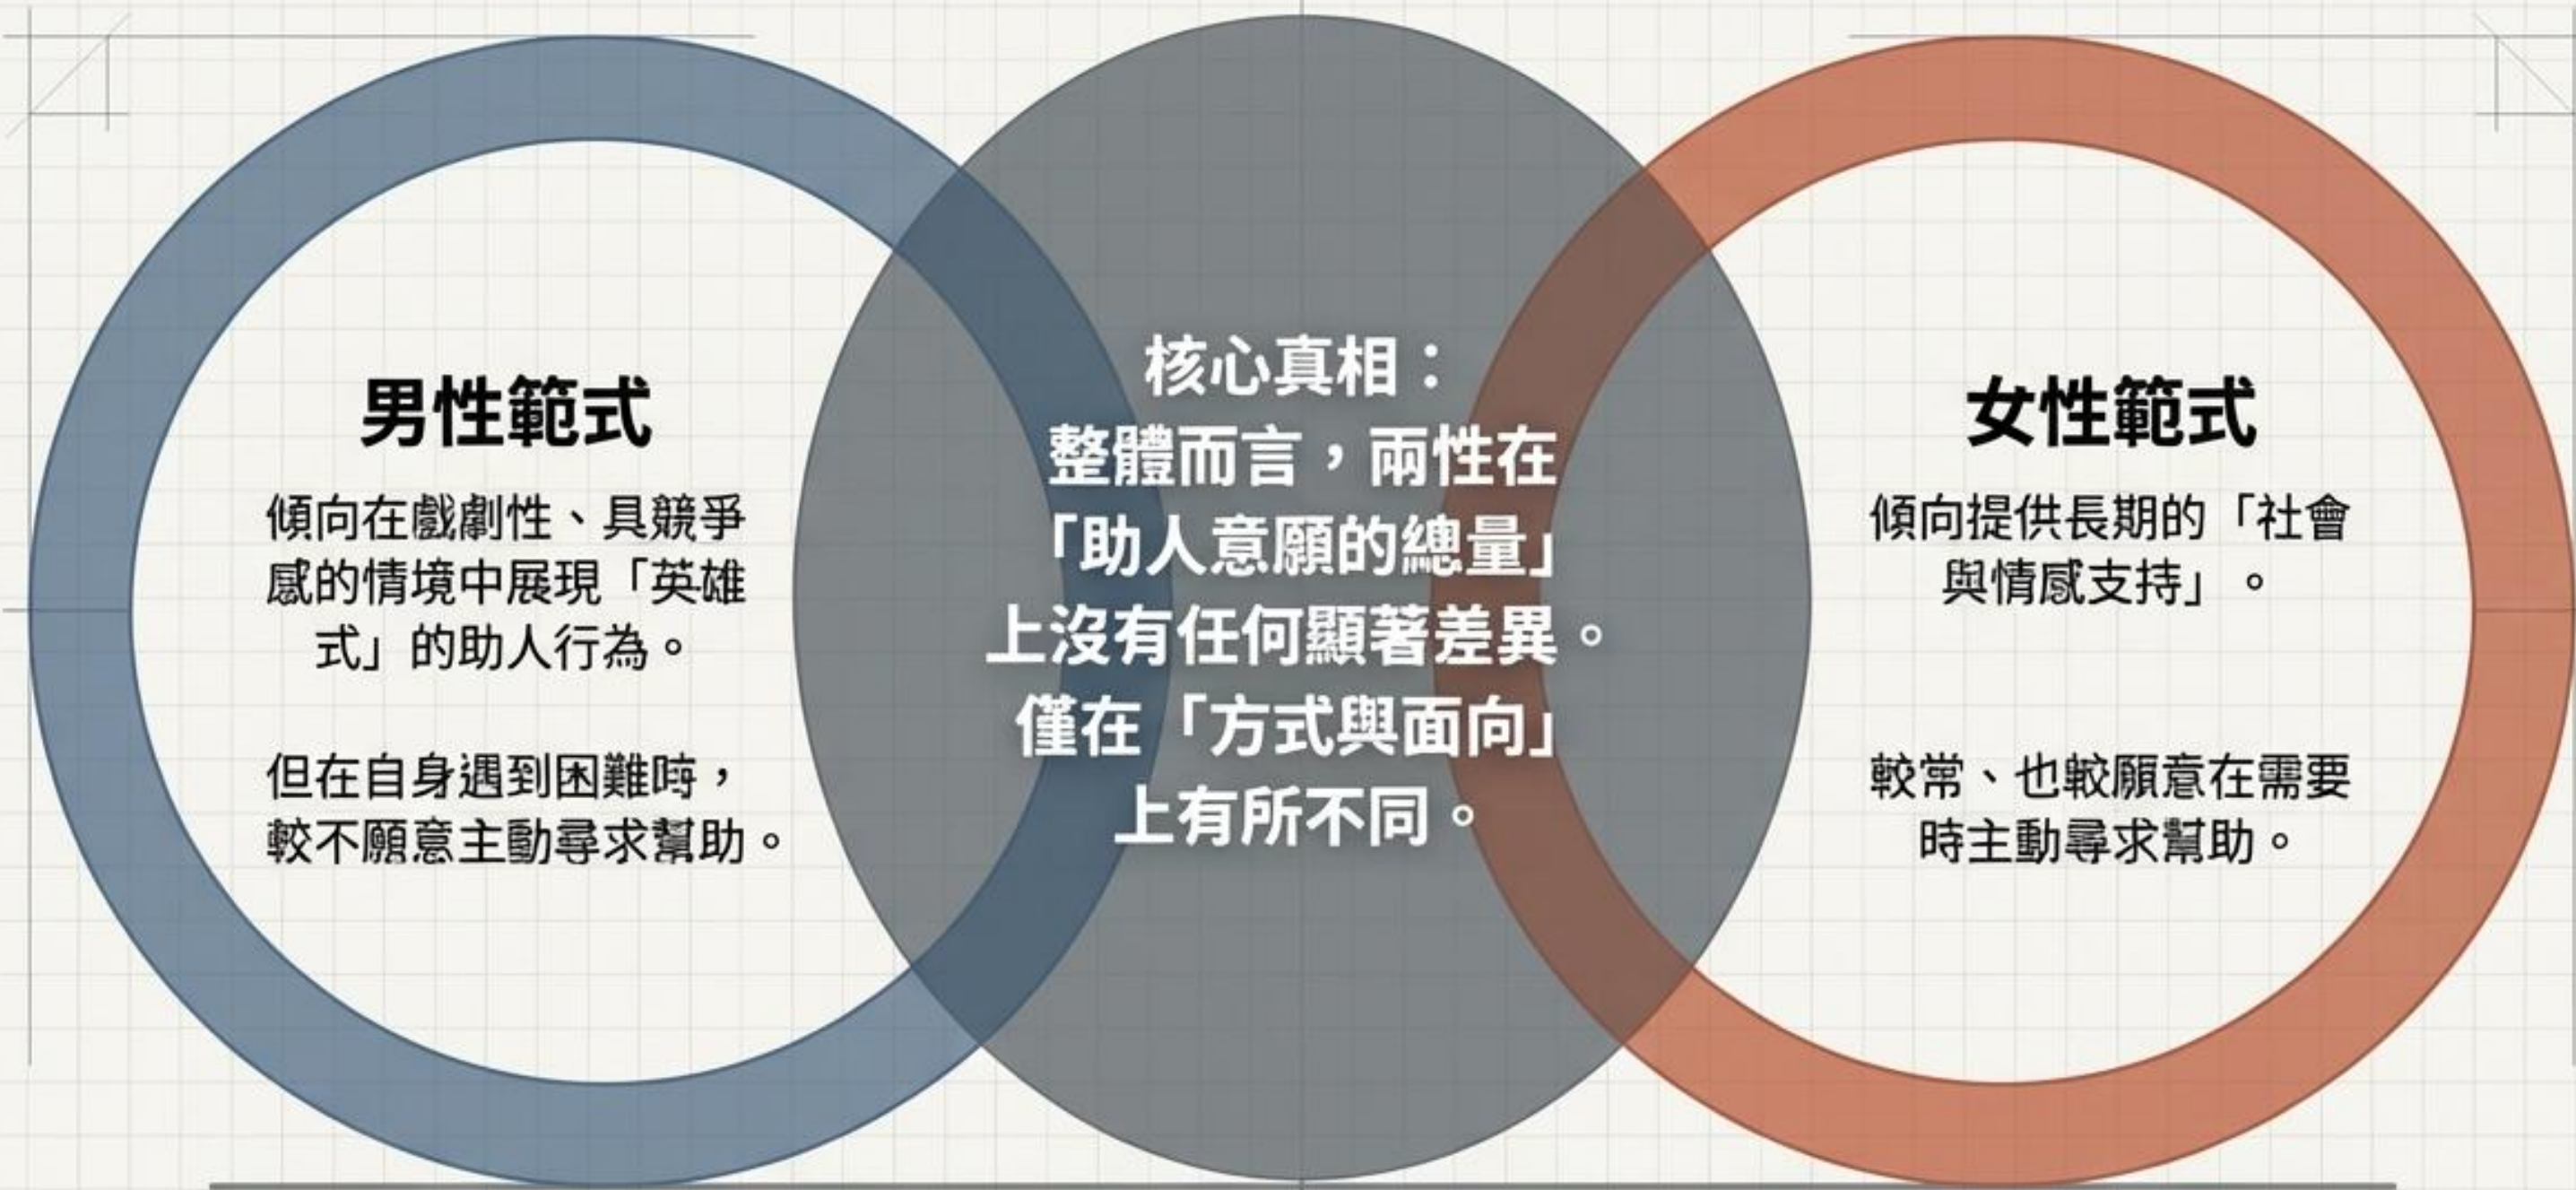 男性範式
傾向在戲劇性、具競爭
感的情境中展現「英雄
式」的助人行為。
但在自身遇到困難時，
較不願意主動尋求幫助。
核心真相：
整體而言，兩性在
「助人意願的總量」
上沒有任何顯著差異。
僅在「方式與面向」
上有所不同。
女性範式
傾向提供長期的「社會
與情感支持」。
較常、也較願意在需要
時主動尋求幫助。